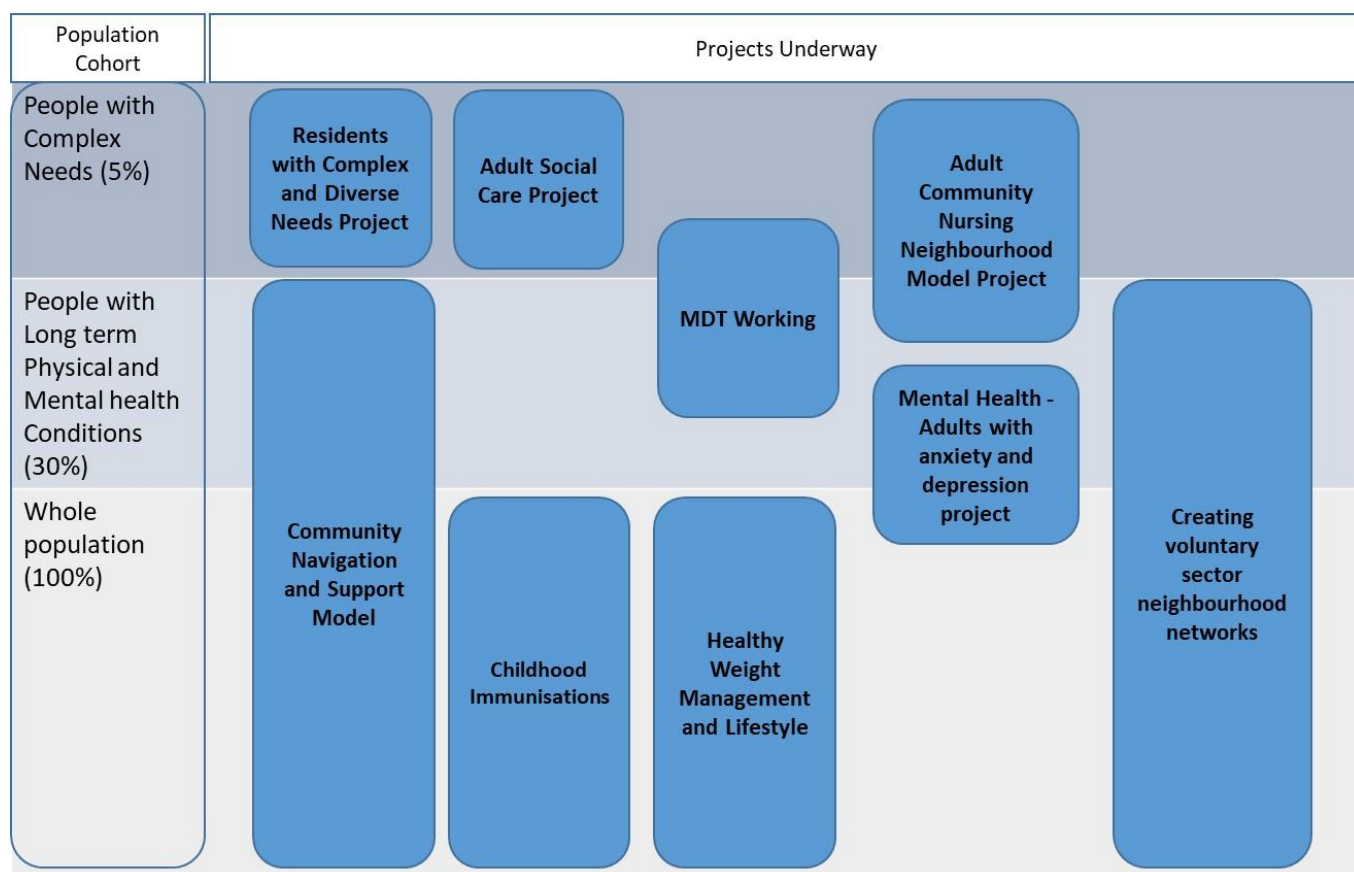 Population
Cohort
Projects Underway
People with
Complex
Needs (5%)
Residents
with Complex
and Diverse
Needs Project
Adult Social
Care Project
Adult
Community
Nursing
Neighbourhood
Model Project
MDT Working
People with
Long term
Physical and
Mental health
Conditions
(30%)
Mental Health -
Adults with
anxiety and
depression
project
Whole
population
(100%)
Community
Navigation
and Support
Model
Childhood
Immunisations
Healthy
Weight
Management
and Lifestyle
Creating
voluntary
sector
neighbourhood
networks